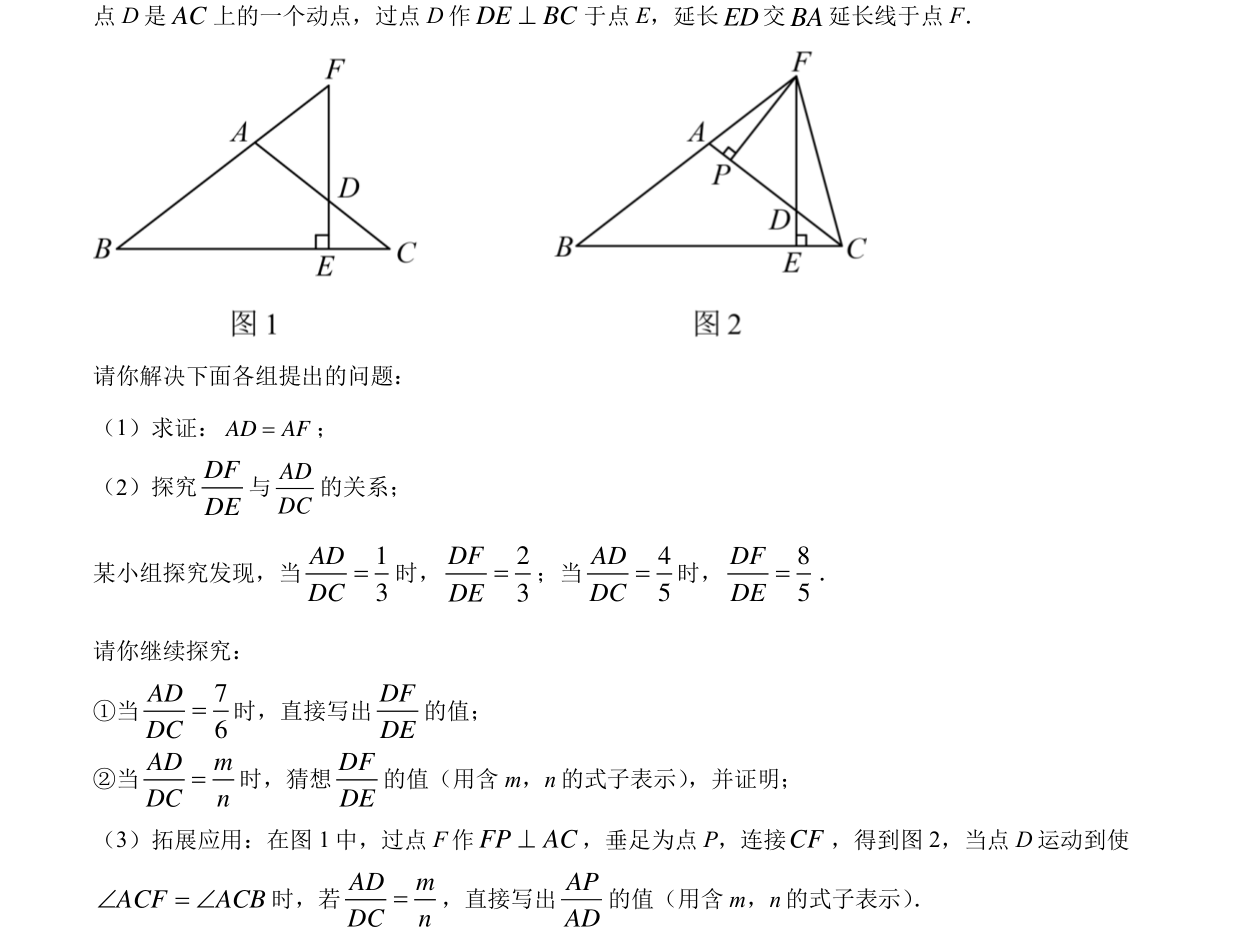 点 D 是 AC 上的一个动点，过点 D 作 DE ⊥ BC 于点 E，延长 ED 交 BA 延长线于点 F．
F
A
D
B
E
C
图 1
F
A
P
D
B
E
C
图 2
请你解决下面各组提出的问题：
（1）求证： AD = AF ；
（2）探究 DF/DE 与 AD/DC 的关系；
某小组探究发现，当 AD/DC = 1/3 时， DF/DE = 2/3 ；当 AD/DC = 4/5 时， DF/DE = 8/5 ．
请你继续探究：
①当 AD/DC = 7/6 时，直接写出 DF/DE 的值；
②当 AD/DC = m/n 时，猜想 DF/DE 的值（用含 m，n 的式子表示），并证明；
（3）拓展应用：在图 1 中，过点 F 作 FP ⊥ AC ，垂足为点 P，连接 CF ，得到图 2，当点 D 运动到使
∠ACF = ∠ACB 时，若 AD/DC = m/n ，直接写出 AP/AD 的值（用含 m，n 的式子表示）．